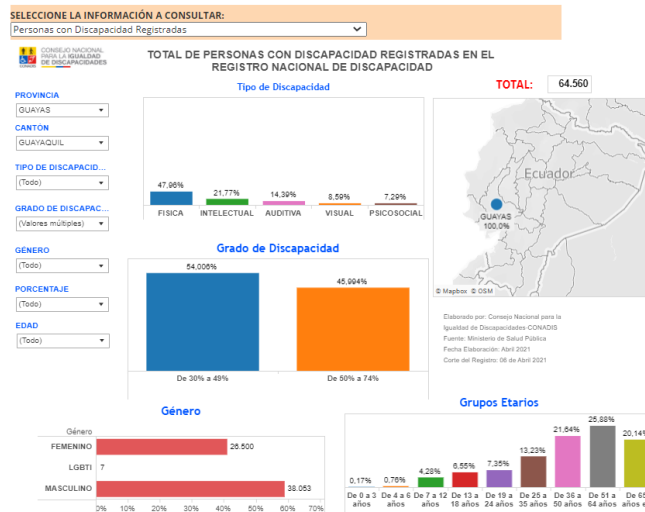 SELECCIONE LA INFORMACIÓN A CONSULTAR:
Personas con Discapacidad Registradas
CONSEJO NACIONAL
PARA LA IGUALDAD
DE DISCAPACIDADES
TOTAL DE PERSONAS CON DISCAPACIDAD REGISTRADAS EN EL
REGISTRO NACIONAL DE DISCAPACIDAD
Tipo de Discapacidad
TOTAL: 64.560
PROVINCIA
GUAYAS
CANTÓN
GUAYAQUIL
TIPO DE DISCAPACID...
(Todo)
GRADO DE DISCAPAC...
(Valores múltiples)
GÉNERO
(Todo)
PORCENTAJE
(Todo)
EDAD
(Todo)
47,96% 21,77% 14,39% 8,59% 7,29%
FISICA INTELECTUAL AUDITIVA VISUAL PSICOSOCIAL
Ecuador
GUAYAS
100,0%
© Mapbox © OSM
Grado de Discapacidad
54,006% 45,994%
De 30% a 49% De 50% a 74%
Elaborado por: Consejo Nacional para la
Igualdad de Discapacidades-CONADIS
Fuente: Ministerio de Salud Pública
Fecha Elaboración: Abril 2021
Corte del Registro: 06 de Abril 2021
Género
Género
FEMENINO 26.500
LGBTI 7
MASCULINO 38.053
0% 10% 20% 30% 40% 50% 60% 70%
Grupos Etarios
0,17% 0,76% 4,28% 6,55% 7,35% 13,23% 21,64% 25,88% 20,14%
De 0 a 3 De 4 a 6 De 7 a 12 De 13 a De 19 a De 25 a De 36 a De 51 a De 65
años años años 18 años 24 años 35 años 50 años 64 años años e